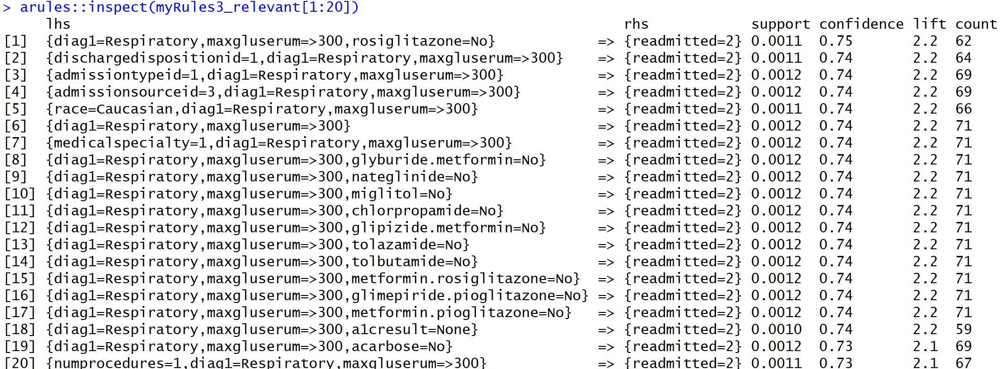 > arules::inspect(myRules3_relevant[1:20])
lhs rhs support confidence lift count
[1] {diag1=Respiratory,maxgluserum=>300,rosiglitazone=No} => {readmitted=2} 0.0011 0.75 2.2 62
[2] {dischargedispositionid=1,diag1=Respiratory,maxgluserum=>300} => {readmitted=2} 0.0011 0.74 2.2 64
[3] {admissiontypeid=1,diag1=Respiratory,maxgluserum=>300} => {readmitted=2} 0.0012 0.74 2.2 69
[4] {admissionsourceid=3,diag1=Respiratory,maxgluserum=>300} => {readmitted=2} 0.0012 0.74 2.2 69
[5] {race=Caucasian,diag1=Respiratory,maxgluserum=>300} => {readmitted=2} 0.0011 0.74 2.2 66
[6] {diag1=Respiratory,maxgluserum=>300} => {readmitted=2} 0.0012 0.74 2.2 71
[7] {medicalspecialty=1,diag1=Respiratory,maxgluserum=>300} => {readmitted=2} 0.0012 0.74 2.2 71
[8] {diag1=Respiratory,maxgluserum=>300,glyburide.metformin=No} => {readmitted=2} 0.0012 0.74 2.2 71
[9] {diag1=Respiratory,maxgluserum=>300,nateglinide=No} => {readmitted=2} 0.0012 0.74 2.2 71
[10] {diag1=Respiratory,maxgluserum=>300,miglitol=No} => {readmitted=2} 0.0012 0.74 2.2 71
[11] {diag1=Respiratory,maxgluserum=>300,chlorpropamide=No} => {readmitted=2} 0.0012 0.74 2.2 71
[12] {diag1=Respiratory,maxgluserum=>300,glipizide.metformin=No} => {readmitted=2} 0.0012 0.74 2.2 71
[13] {diag1=Respiratory,maxgluserum=>300,tolazamide=No} => {readmitted=2} 0.0012 0.74 2.2 71
[14] {diag1=Respiratory,maxgluserum=>300,tolbutamide=No} => {readmitted=2} 0.0012 0.74 2.2 71
[15] {diag1=Respiratory,maxgluserum=>300,metformin.rosiglitazone=No} => {readmitted=2} 0.0012 0.74 2.2 71
[16] {diag1=Respiratory,maxgluserum=>300,glimepiride.pioglitazone=No} => {readmitted=2} 0.0012 0.74 2.2 71
[17] {diag1=Respiratory,maxgluserum=>300,metformin.pioglitazone=No} => {readmitted=2} 0.0012 0.74 2.2 71
[18] {diag1=Respiratory,maxgluserum=>300,a1cresult=None} => {readmitted=2} 0.0010 0.74 2.2 59
[19] {diag1=Respiratory,maxgluserum=>300,acarbose=No} => {readmitted=2} 0.0012 0.73 2.1 69
[20] {numprocedures=1,diag1=Respiratory,maxgluserum=>300} => {readmitted=2} 0.0011 0.73 2.1 67